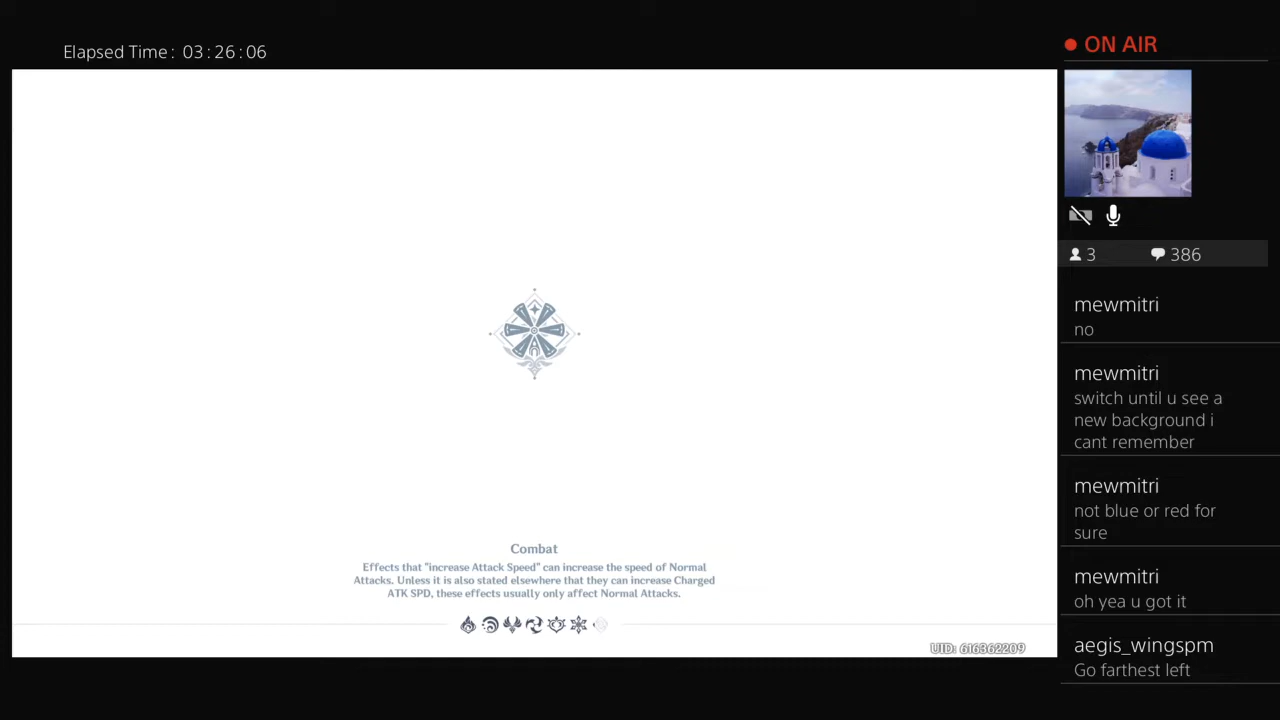 Elapsed Time: 03:26:06
ON AIR
3 386
mewmitri
no
mewmitri
switch until u see a
new background i
cant remember
mewmitri
not blue or red for
sure
mewmitri
oh yea u got it
aegis_wingspm
Go farthest left
Combat
Effects that "increase Attack Speed" can increase the speed of Normal
Attacks. Unless it is also stated elsewhere that they can increase Charged
ATK SPD, these effects usually only affect Normal Attacks.
UID: 616362209